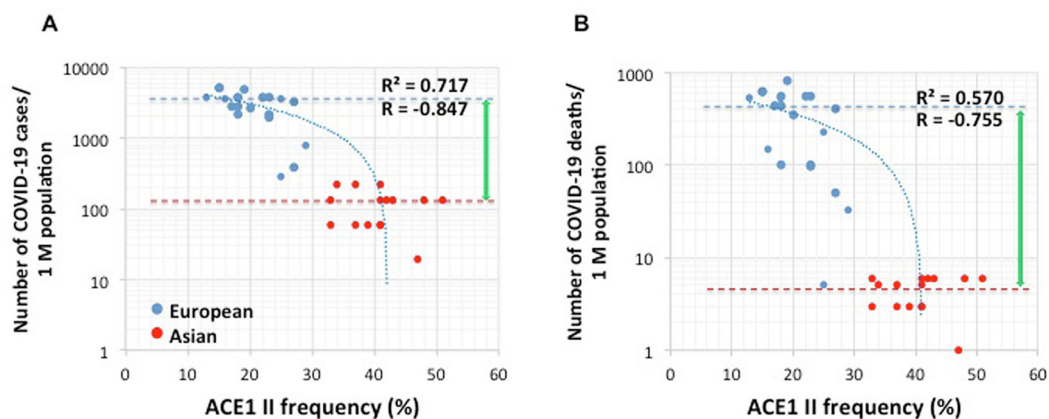 A
Number of COVID-19 cases/
1 M population
10000
1000
100
10
1
R² = 0.717
R = -0.847
European
Asian
0 10 20 30 40 50 60
ACE1 II frequency (%)
B
Number of COVID-19 deaths/
1 M population
1000
100
10
1
R² = 0.570
R = -0.755
0 10 20 30 40 50 60
ACE1 II frequency (%)